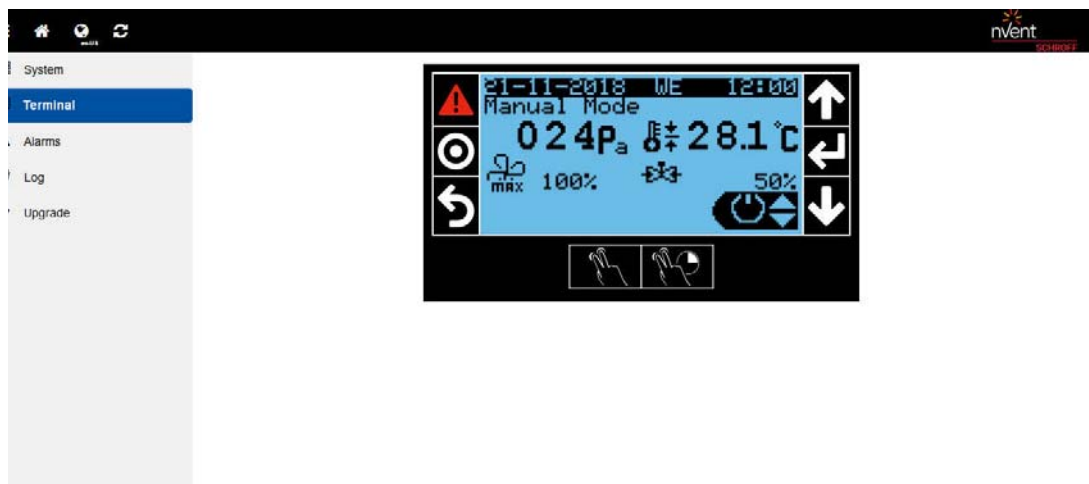 nvent
SCHROFF
System
Terminal
Alarms
Log
Upgrade
21-11-2018 WE 12:00
Manual Mode
024Pa 28.1°C
max 100% 50%